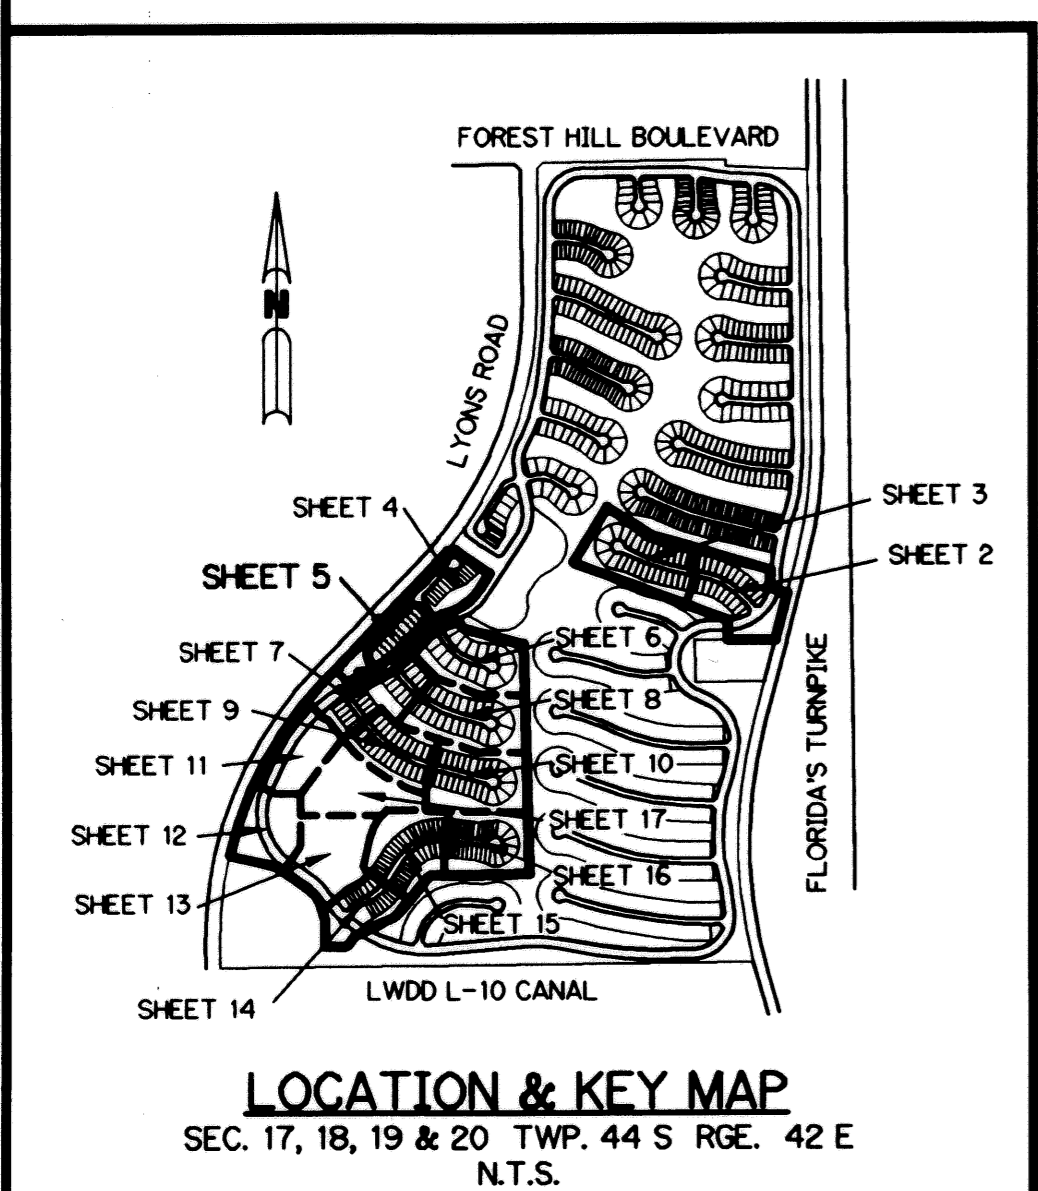 FOREST HILL BOULEVARD
N
LYONS ROAD
SHEET 4
SHEET 3
SHEET 5
SHEET 2
SHEET 6
SHEET 7
SHEET 8
SHEET 9
SHEET 10
SHEET 11
SHEET 17
SHEET 12
SHEET 16
SHEET 13
SHEET 15
FLORIDA'S TURNPIKE
LWDD L-10 CANAL
SHEET 14
LOCATION & KEY MAP
SEC. 17, 18, 19 & 20 TWP. 44 S RGE. 42 E
N.T.S.